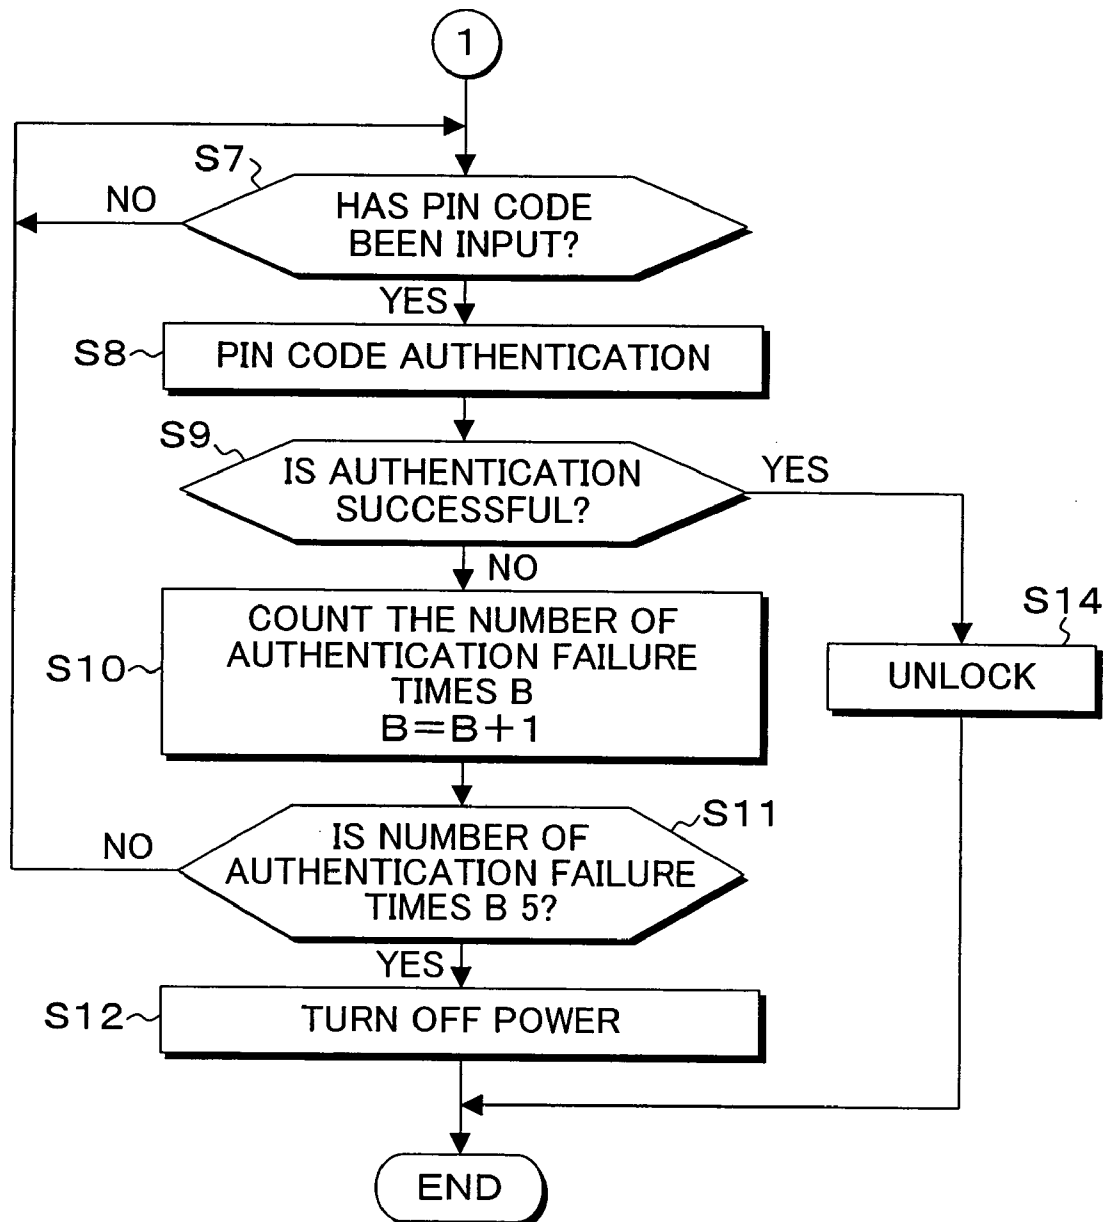 1
S7
NO
HAS PIN CODE
BEEN INPUT?
YES
S8
PIN CODE AUTHENTICATION
S9
IS AUTHENTICATION
SUCCESSFUL?
YES
NO
S10
COUNT THE NUMBER OF
AUTHENTICATION FAILURE
TIMES B
B=B+1
S14
UNLOCK
S11
NO
IS NUMBER OF
AUTHENTICATION FAILURE
TIMES B 5?
YES
S12
TURN OFF POWER
END